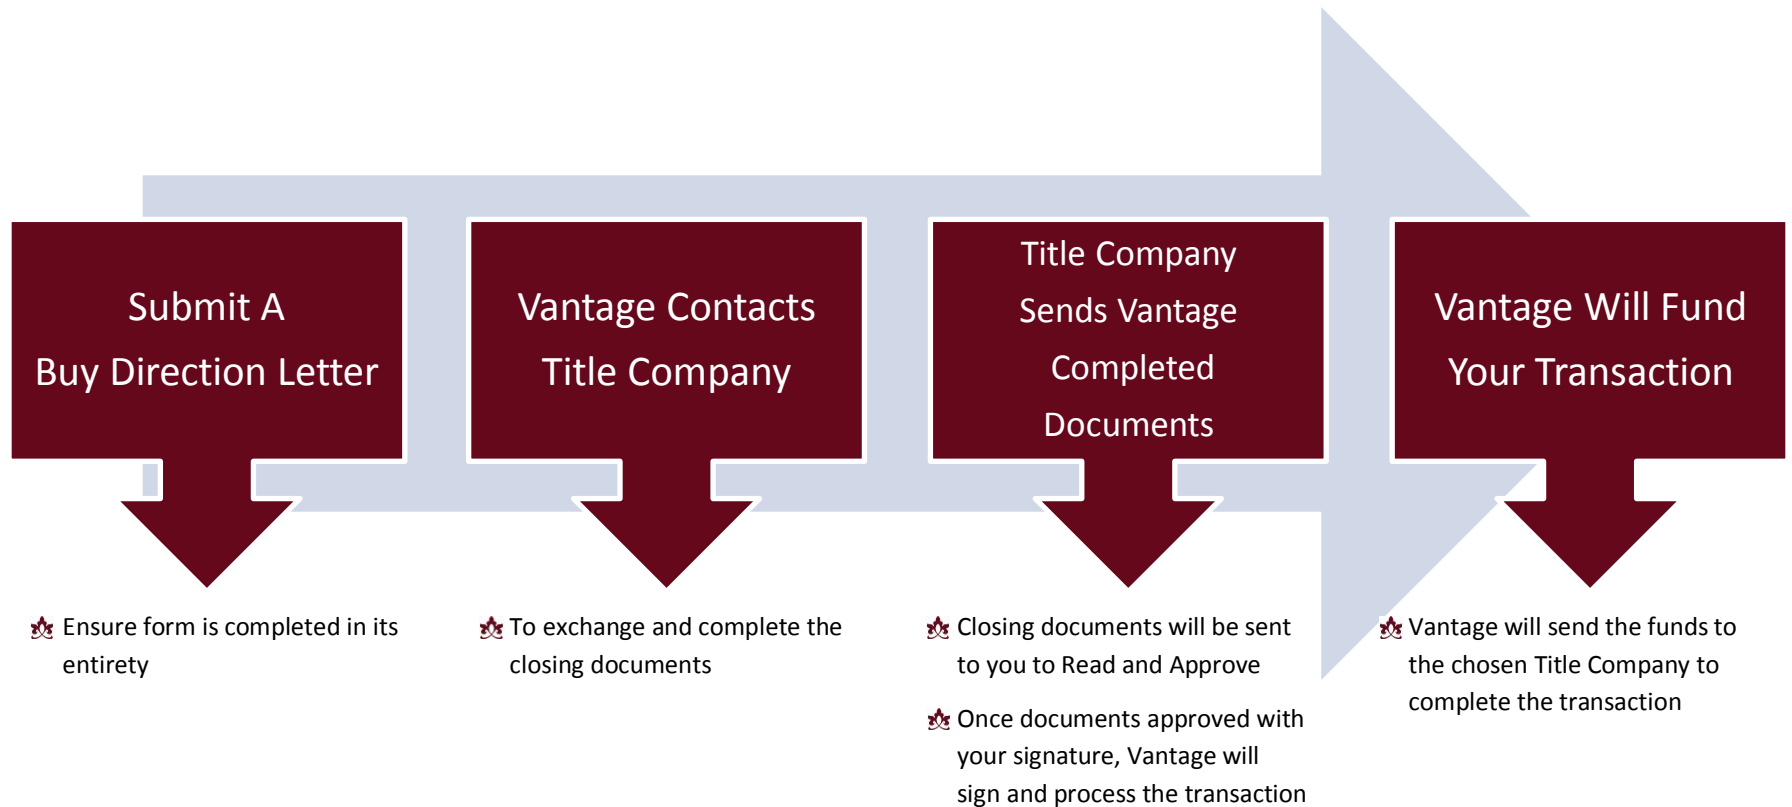 Submit A
Buy Direction Letter
Vantage Contacts
Title Company
Title Company
Sends Vantage
Completed
Documents
Vantage Will Fund
Your Transaction
Ensure form is completed in its
entirety
To exchange and complete the
closing documents
Closing documents will be sent
to you to Read and Approve
Once documents approved with
your signature, Vantage will
sign and process the transaction
Vantage will send the funds to
the chosen Title Company to
complete the transaction